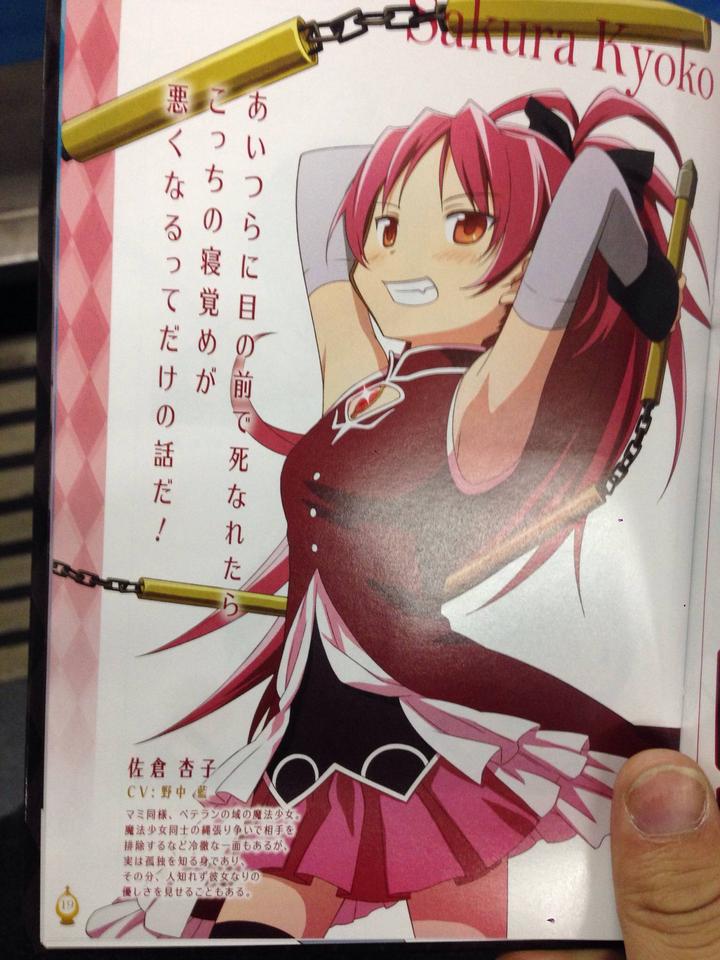 Sakura Kyoko
あいつらに目の前で死なれたら
こっちの寝覚めが
悪くなるってだけの話だ！
佐倉 杏子
CV：野中 藍
マミ同様、ベテランの域の魔法少女。
魔法少女同士の縄張り争いで相手を
排除するなど冷徹な一面もあるが、
実は孤独を知る身であり、
その分、人知れず彼女なりの
優しさを見せることもある。
19